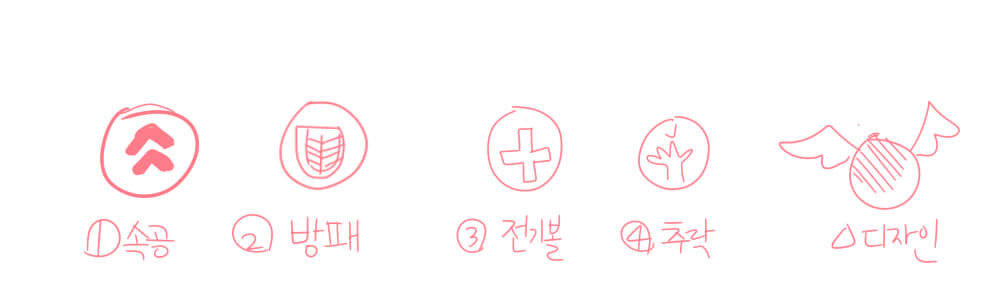 ① 속공 ② 방패 ③ 전기볼 ④ 추락 △ 디자인